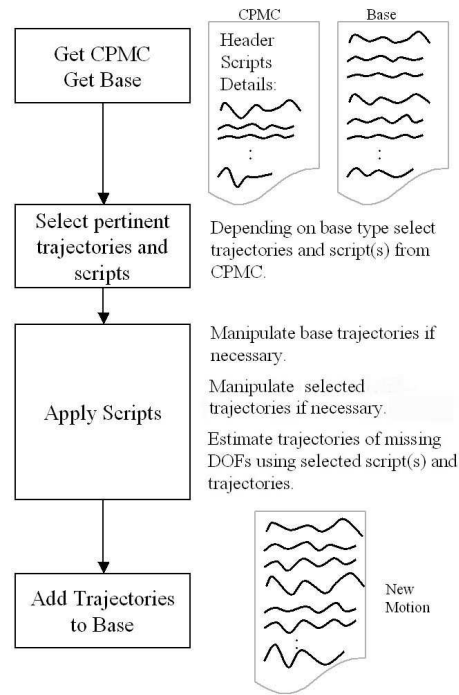 CPMC
Base
Get CPMC
Get Base
Header
Scripts
Details:
Select pertinent
trajectories and
scripts
Depending on base type select
trajectories and script(s) from
CPMC.
Apply Scripts
Manipulate base trajectories if
necessary.
Manipulate selected
trajectories if necessary.
Estimate trajectories of missing
DOFs using selected script(s) and
trajectories.
Add Trajectories
to Base
New
Motion